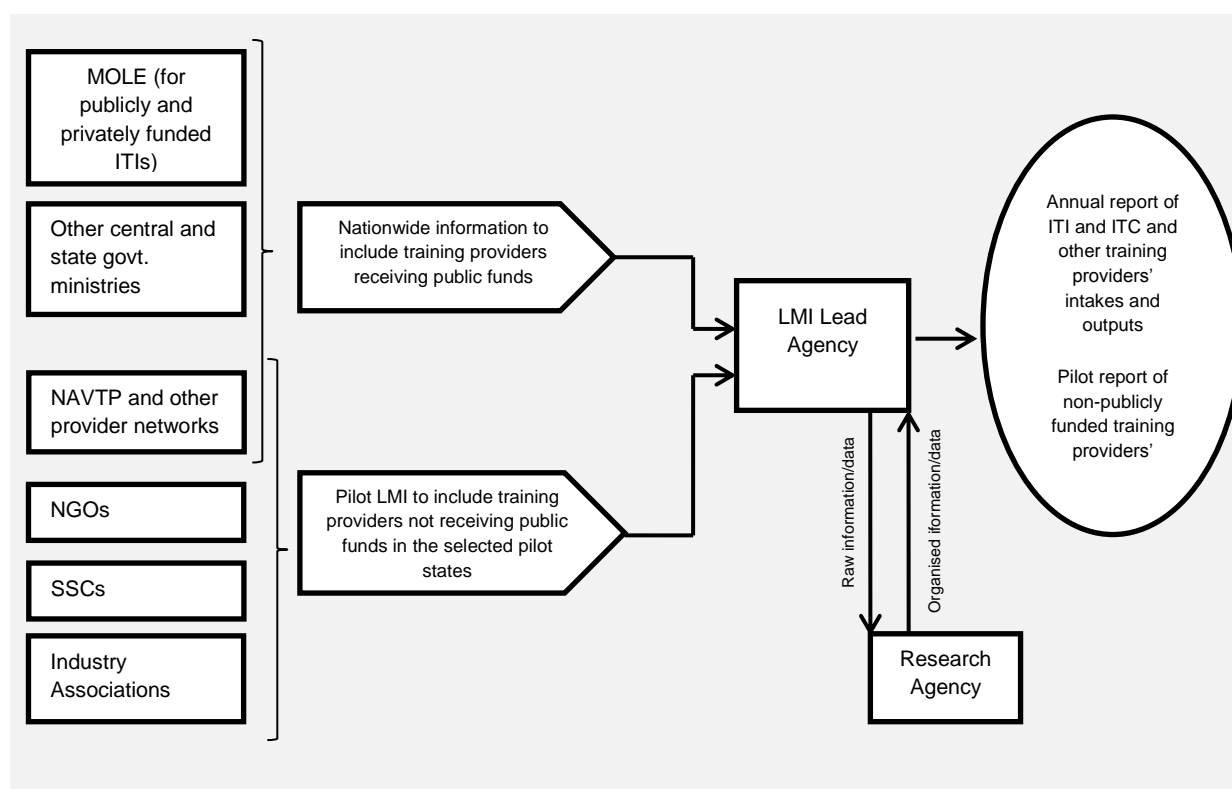 MOLE (for
publicly and
privately funded
ITIs)
Other central and
state govt.
ministries
NAVTP and other
provider networks
NGOs
SSCs
Industry
Associations
Nationwide information to
include training providers
receiving public funds
Pilot LMI to include training
providers not receiving public
funds in the selected pilot
states
LMI Lead
Agency
Raw information/data
Organised iformation/data
Research
Agency
Annual report of
ITI and ITC and
other training
providers’
intakes and
outputs
Pilot report of
non-publicly
funded training
providers’